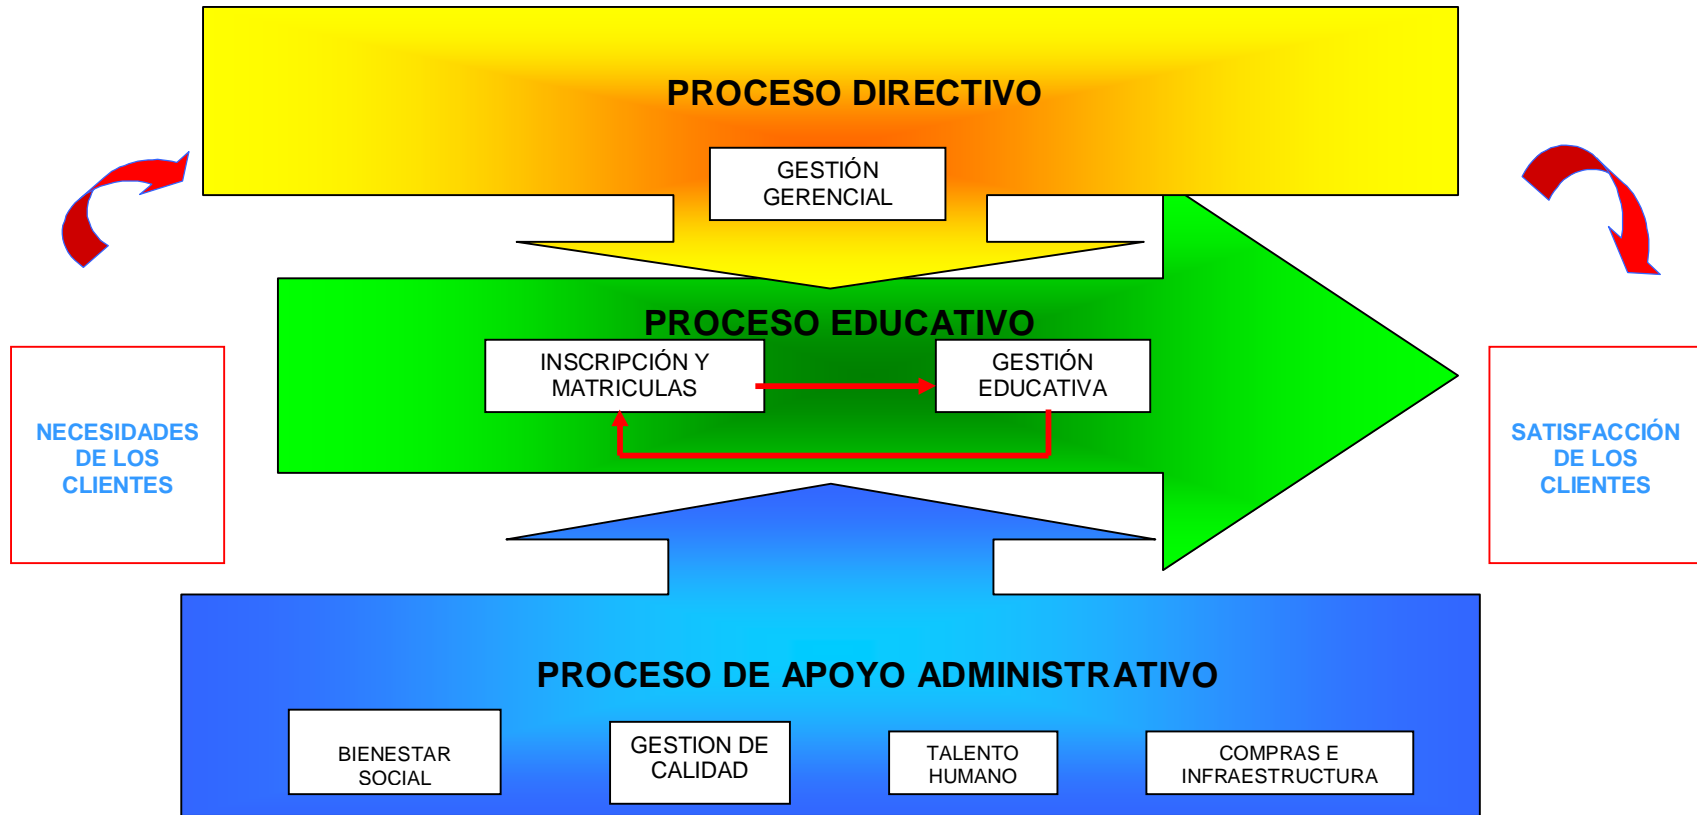 PROCESO DIRECTIVO
GESTIÓN
GERENCIAL
PROCESO EDUCATIVO
INSCRIPCIÓN Y
MATRICULAS
GESTIÓN
EDUCATIVA
NECESIDADES
DE LOS
CLIENTES
SATISFACCIÓN
DE LOS
CLIENTES
PROCESO DE APOYO ADMINISTRATIVO
BIENESTAR
SOCIAL
GESTION DE
CALIDAD
TALENTO
HUMANO
COMPRAS E
INFRAESTRUCTURA